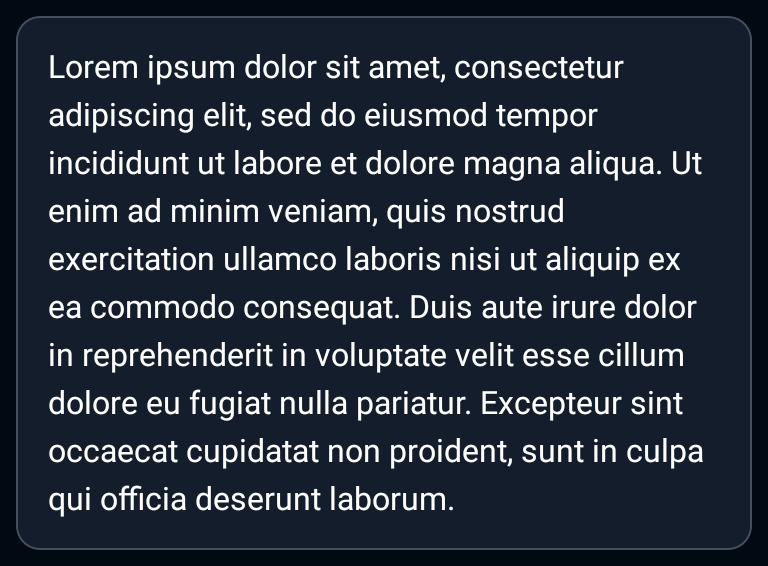 Lorem ipsum dolor sit amet, consectetur
adipiscing elit, sed do eiusmod tempor
incididunt ut labore et dolore magna aliqua. Ut
enim ad minim veniam, quis nostrud
exercitation ullamco laboris nisi ut aliquip ex
ea commodo consequat. Duis aute irure dolor
in reprehenderit in voluptate velit esse cillum
dolore eu fugiat nulla pariatur. Excepteur sint
occaecat cupidatat non proident, sunt in culpa
qui officia deserunt laborum.